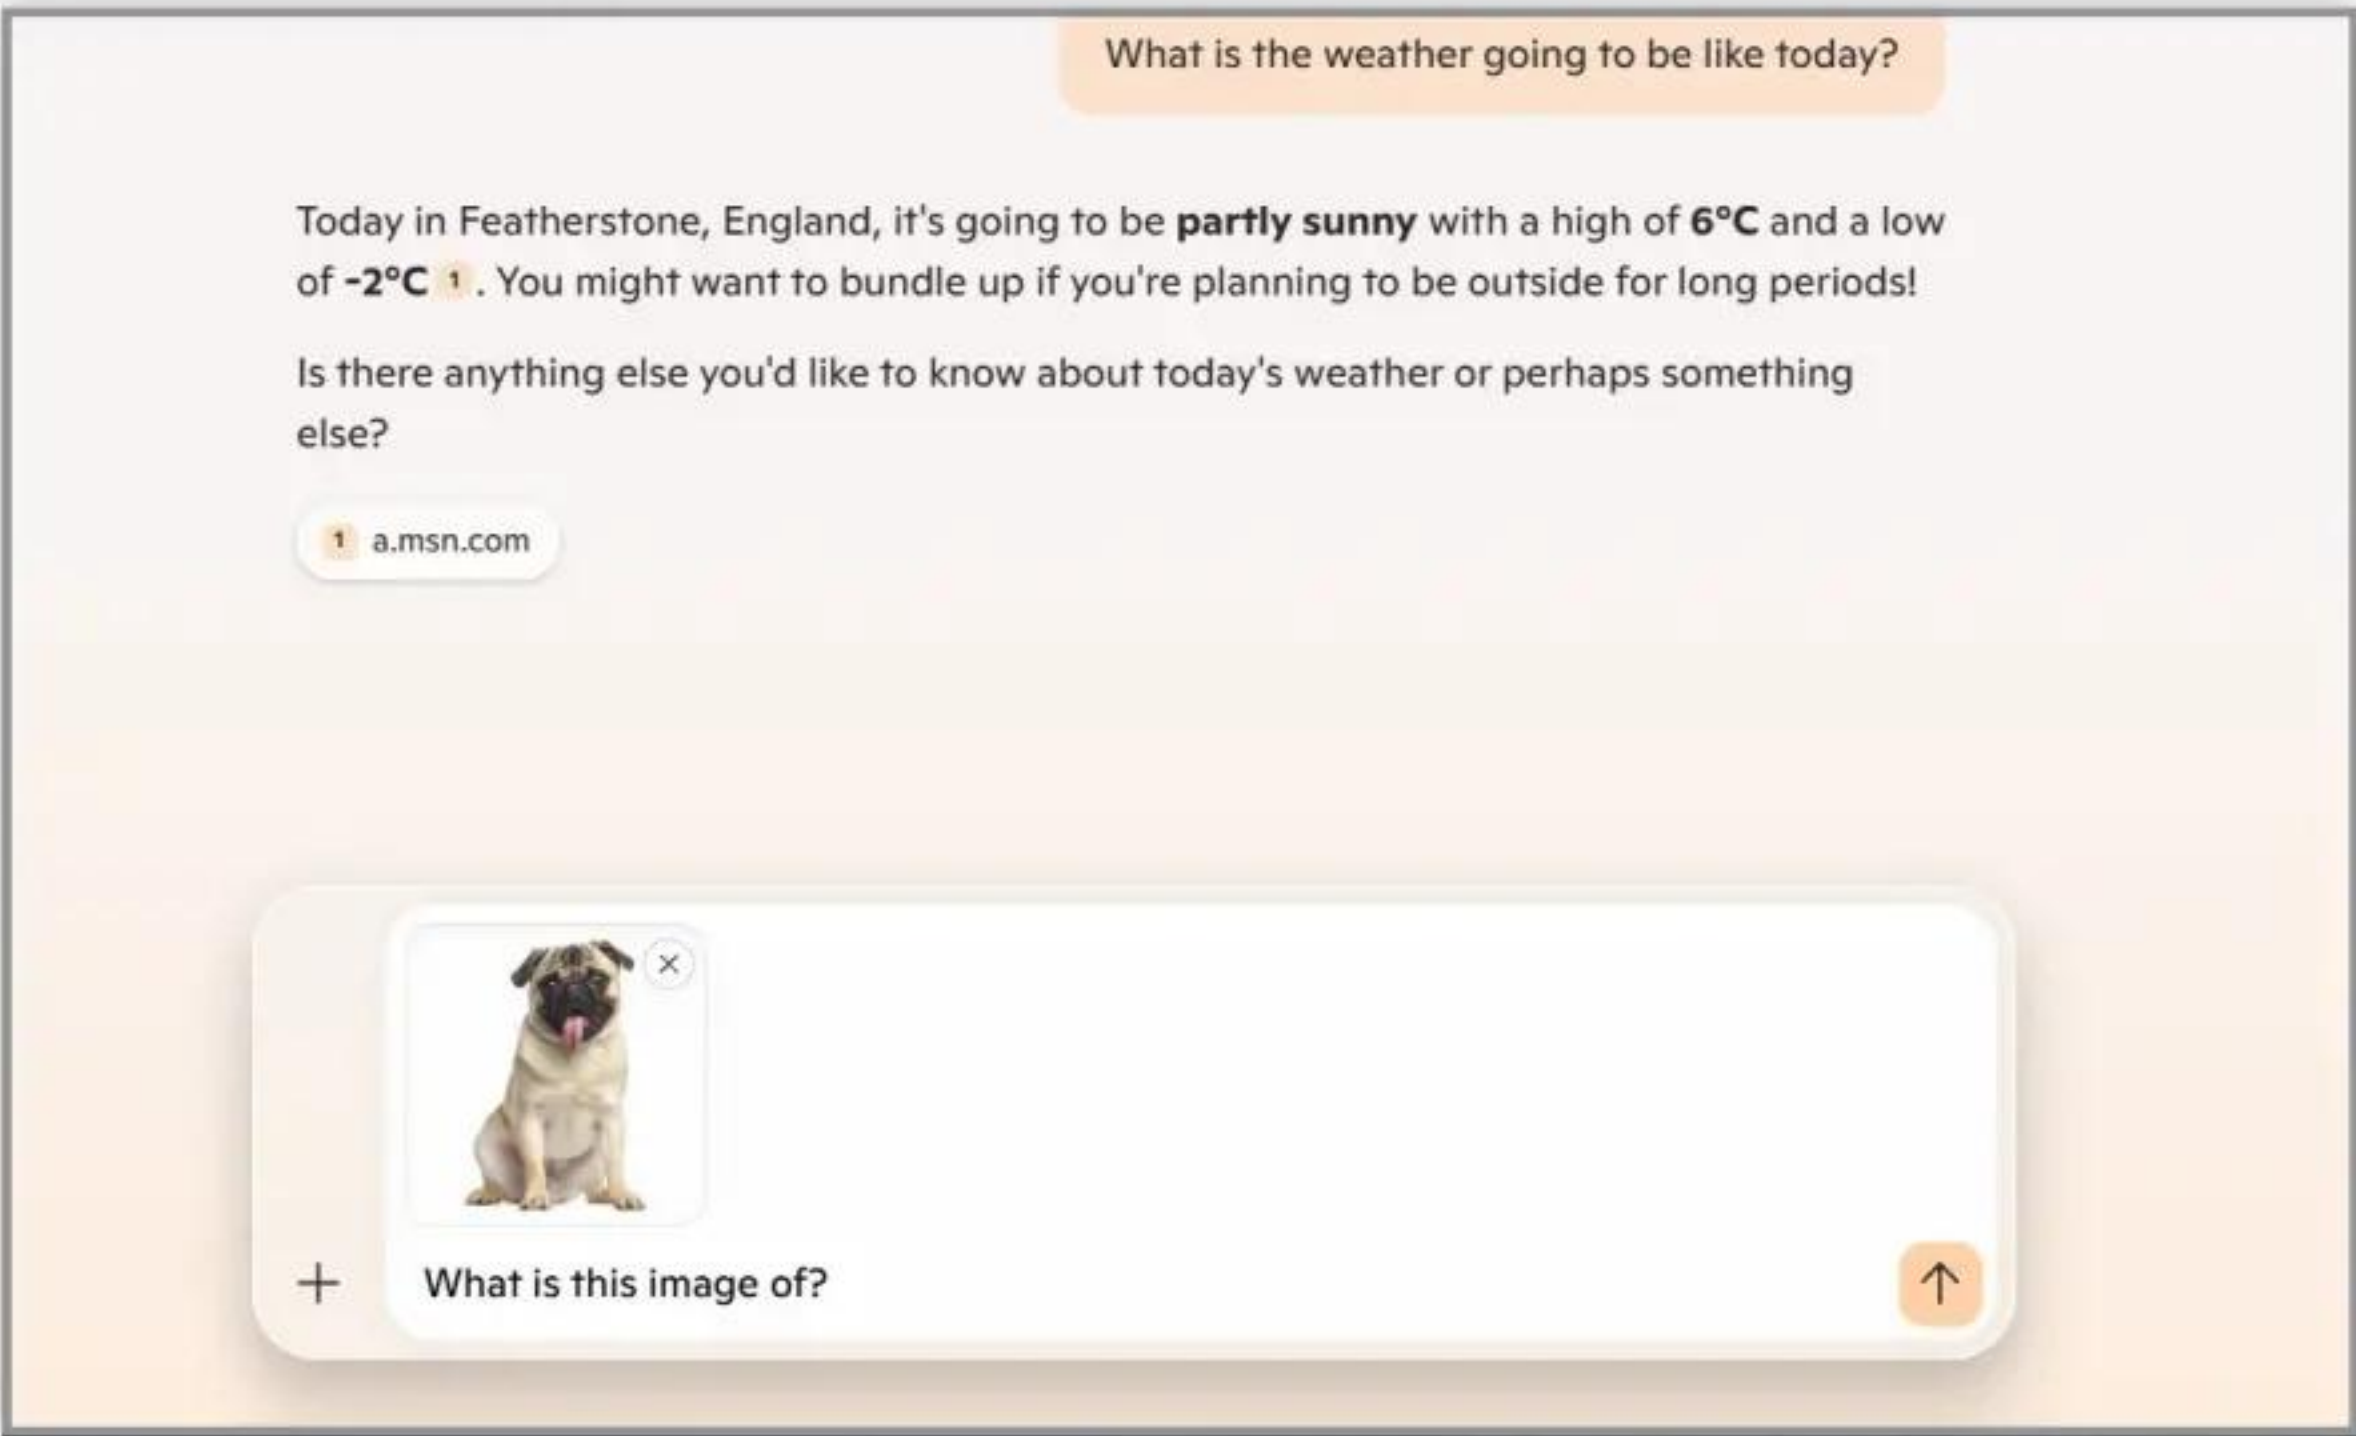 What is the weather going to be like today?
Today in Featherstone, England, it's going to be partly sunny with a high of 6°C and a low
of -2°C 1 . You might want to bundle up if you're planning to be outside for long periods!
Is there anything else you'd like to know about today's weather or perhaps something
else?
1 a.msn.com
What is this image of?